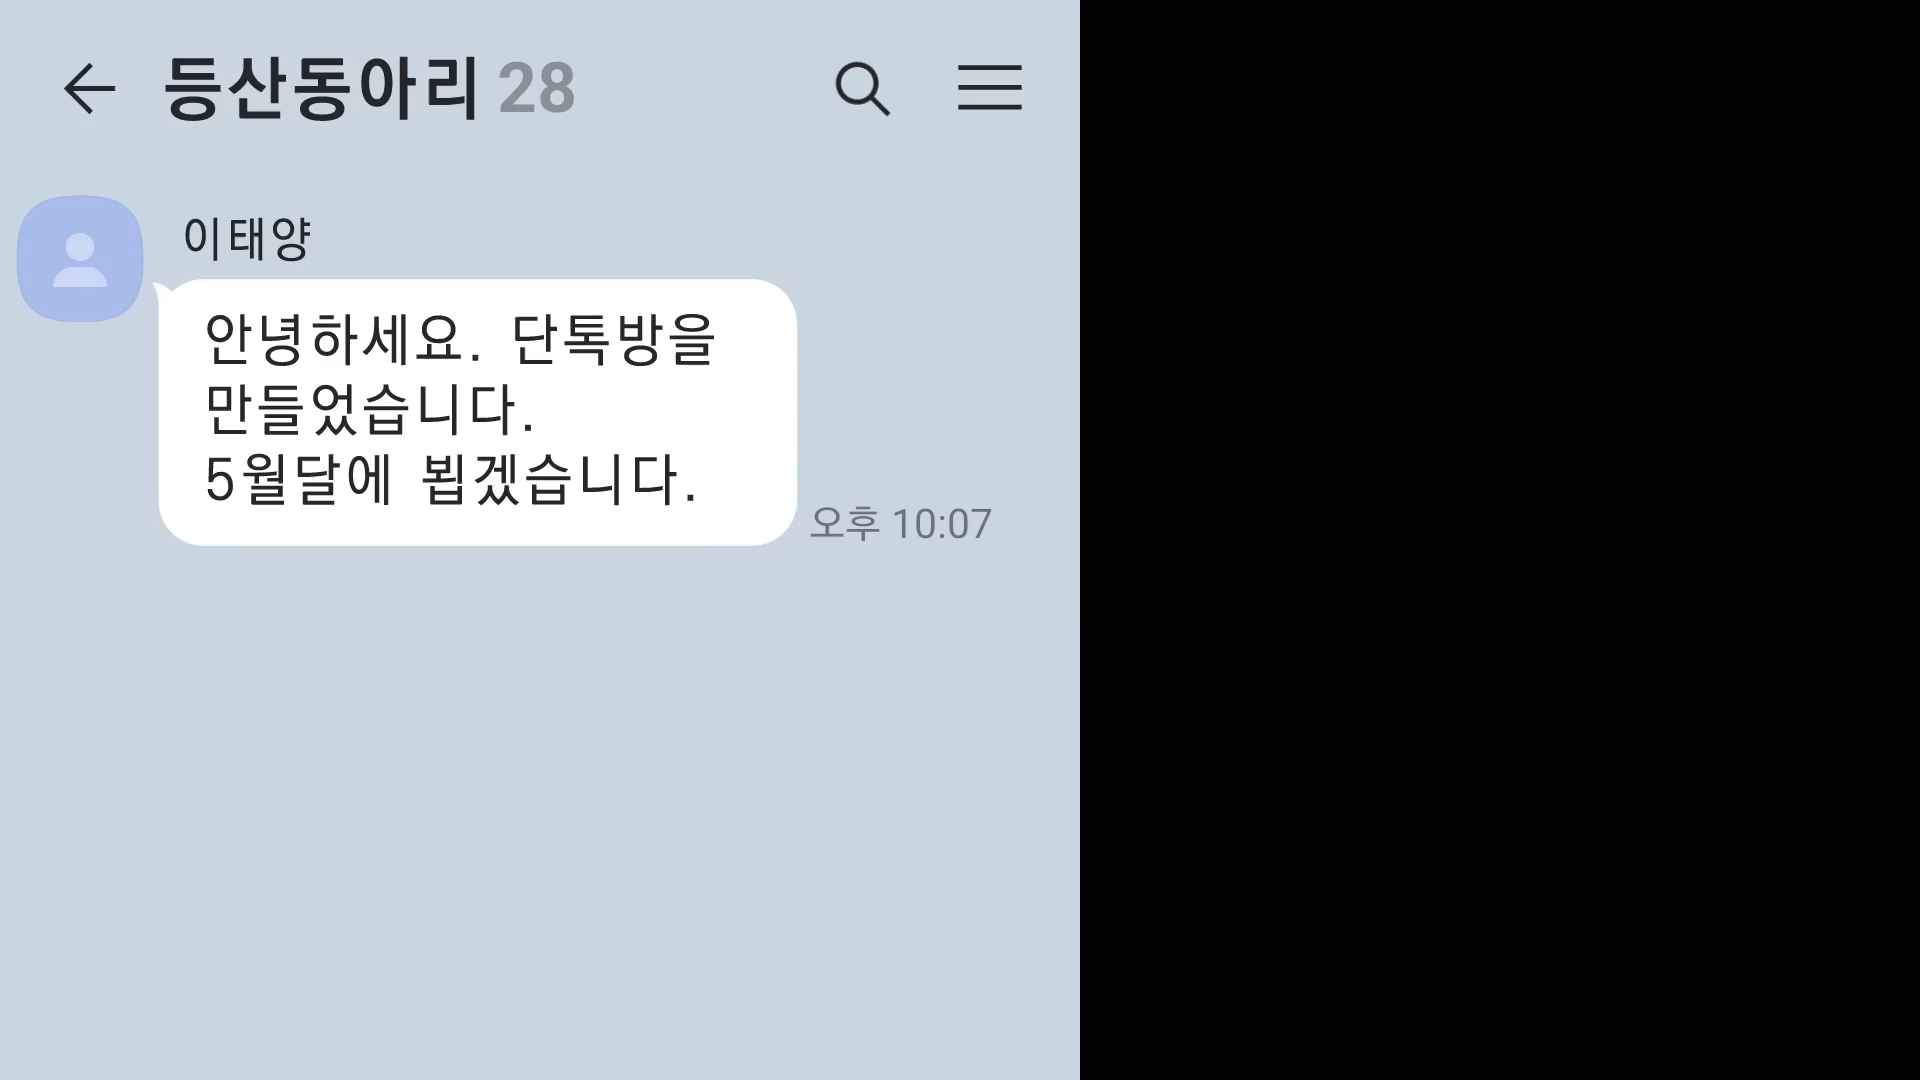 등산동아리 28
이태양
안녕하세요. 단톡방을
만들었습니다.
5월달에 뵙겠습니다.
오후 10:07